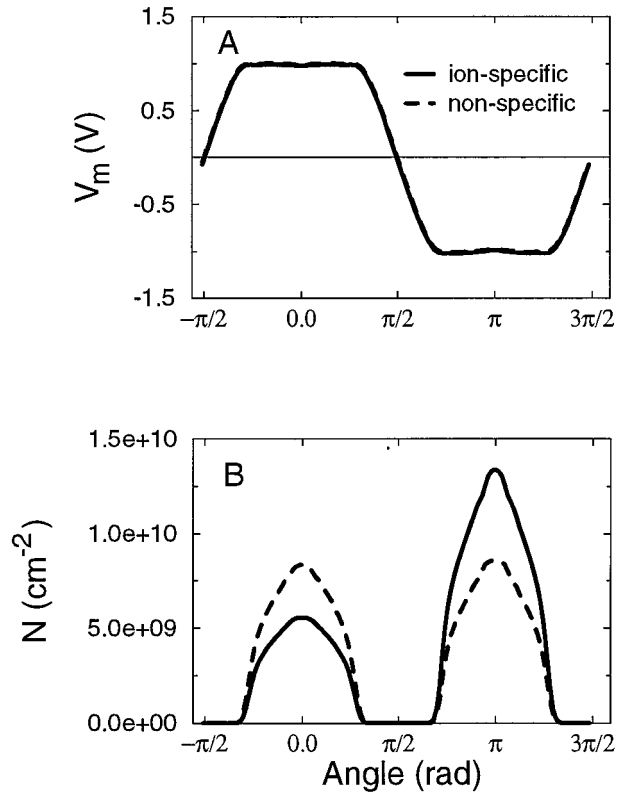 A
1.5
0.5
-0.5
-1.5
V_m (V)
ion-specific
non-specific
−π/2 0.0 π/2 π 3π/2
B
1.5e+10
1.0e+10
5.0e+09
0.0e+00
N (cm^-2)
−π/2 0.0 π/2 π 3π/2
Angle (rad)